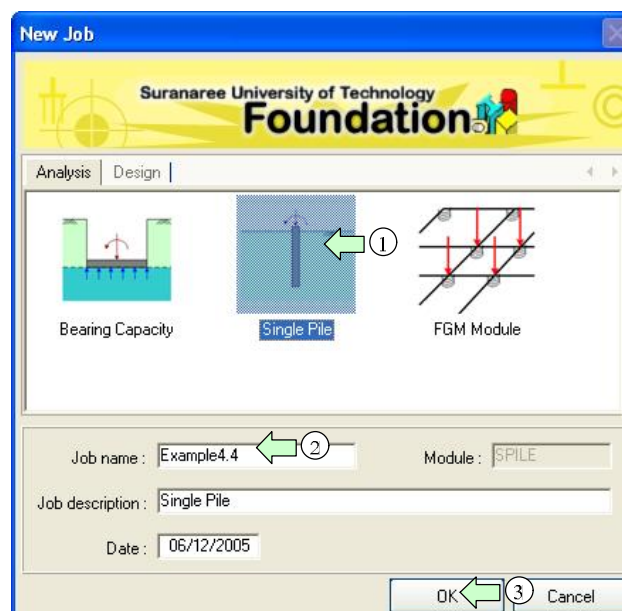 New Job
Suranaree University of Technology
Foundation
Analysis Design
1
Bearing Capacity Single Pile FGM Module
Job name : Example4.4 2 Module : SPILE
Job description : Single Pile
Date : 06/12/2005
OK 3 Cancel